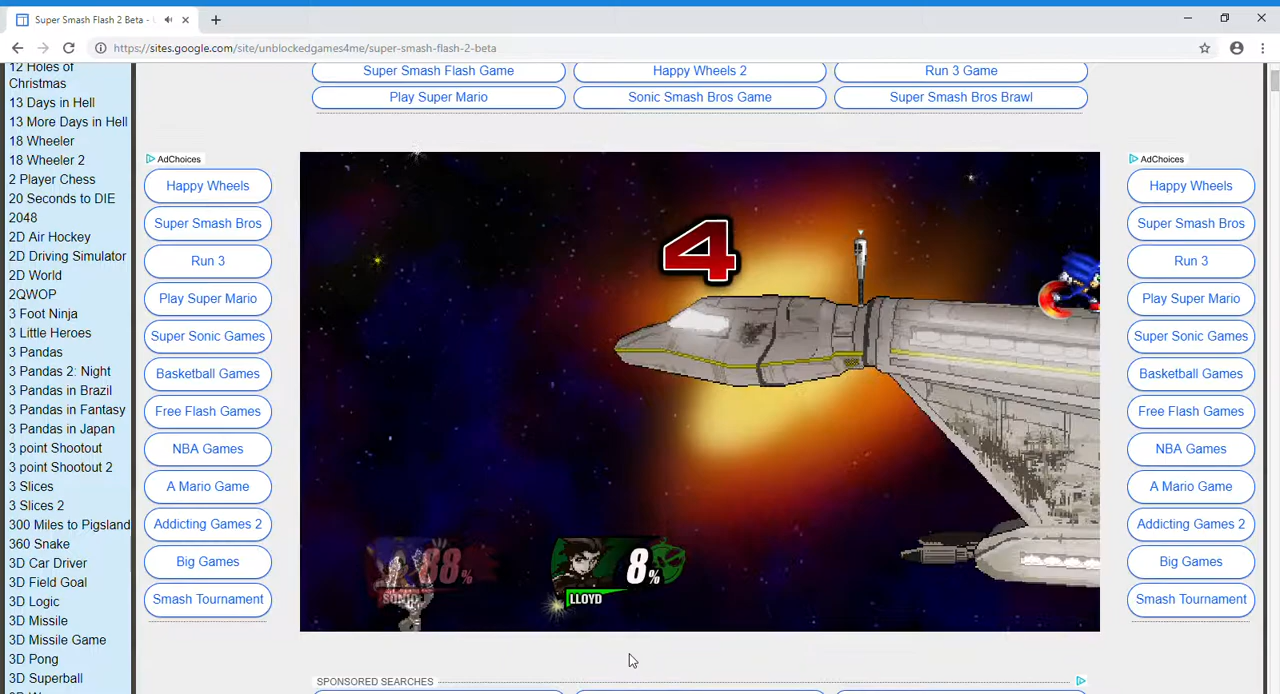 Super Smash Flash 2 Beta -
https://sites.google.com/site/unblockedgames4me/super-smash-flash-2-beta
12 Holes of
Christmas
13 Days in Hell
13 More Days in Hell
18 Wheeler
18 Wheeler 2
2 Player Chess
20 Seconds to DIE
2048
2D Air Hockey
2D Driving Simulator
2D World
2QWOP
3 Foot Ninja
3 Little Heroes
3 Pandas
3 Pandas 2: Night
3 Pandas in Brazil
3 Pandas in Fantasy
3 Pandas in Japan
3 point Shootout
3 point Shootout 2
3 Slices
3 Slices 2
300 Miles to Pigsland
360 Snake
3D Car Driver
3D Field Goal
3D Logic
3D Missile
3D Missile Game
3D Pong
3D Superball
Super Smash Flash Game
Happy Wheels 2
Run 3 Game
Play Super Mario
Sonic Smash Bros Game
Super Smash Bros Brawl
AdChoices
Happy Wheels
Super Smash Bros
Run 3
Play Super Mario
Super Sonic Games
Basketball Games
Free Flash Games
NBA Games
A Mario Game
Addicting Games 2
Big Games
Smash Tournament
4
88%
8%
LLOYD
AdChoices
Happy Wheels
Super Smash Bros
Run 3
Play Super Mario
Super Sonic Games
Basketball Games
Free Flash Games
NBA Games
A Mario Game
Addicting Games 2
Big Games
Smash Tournament
SPONSORED SEARCHES